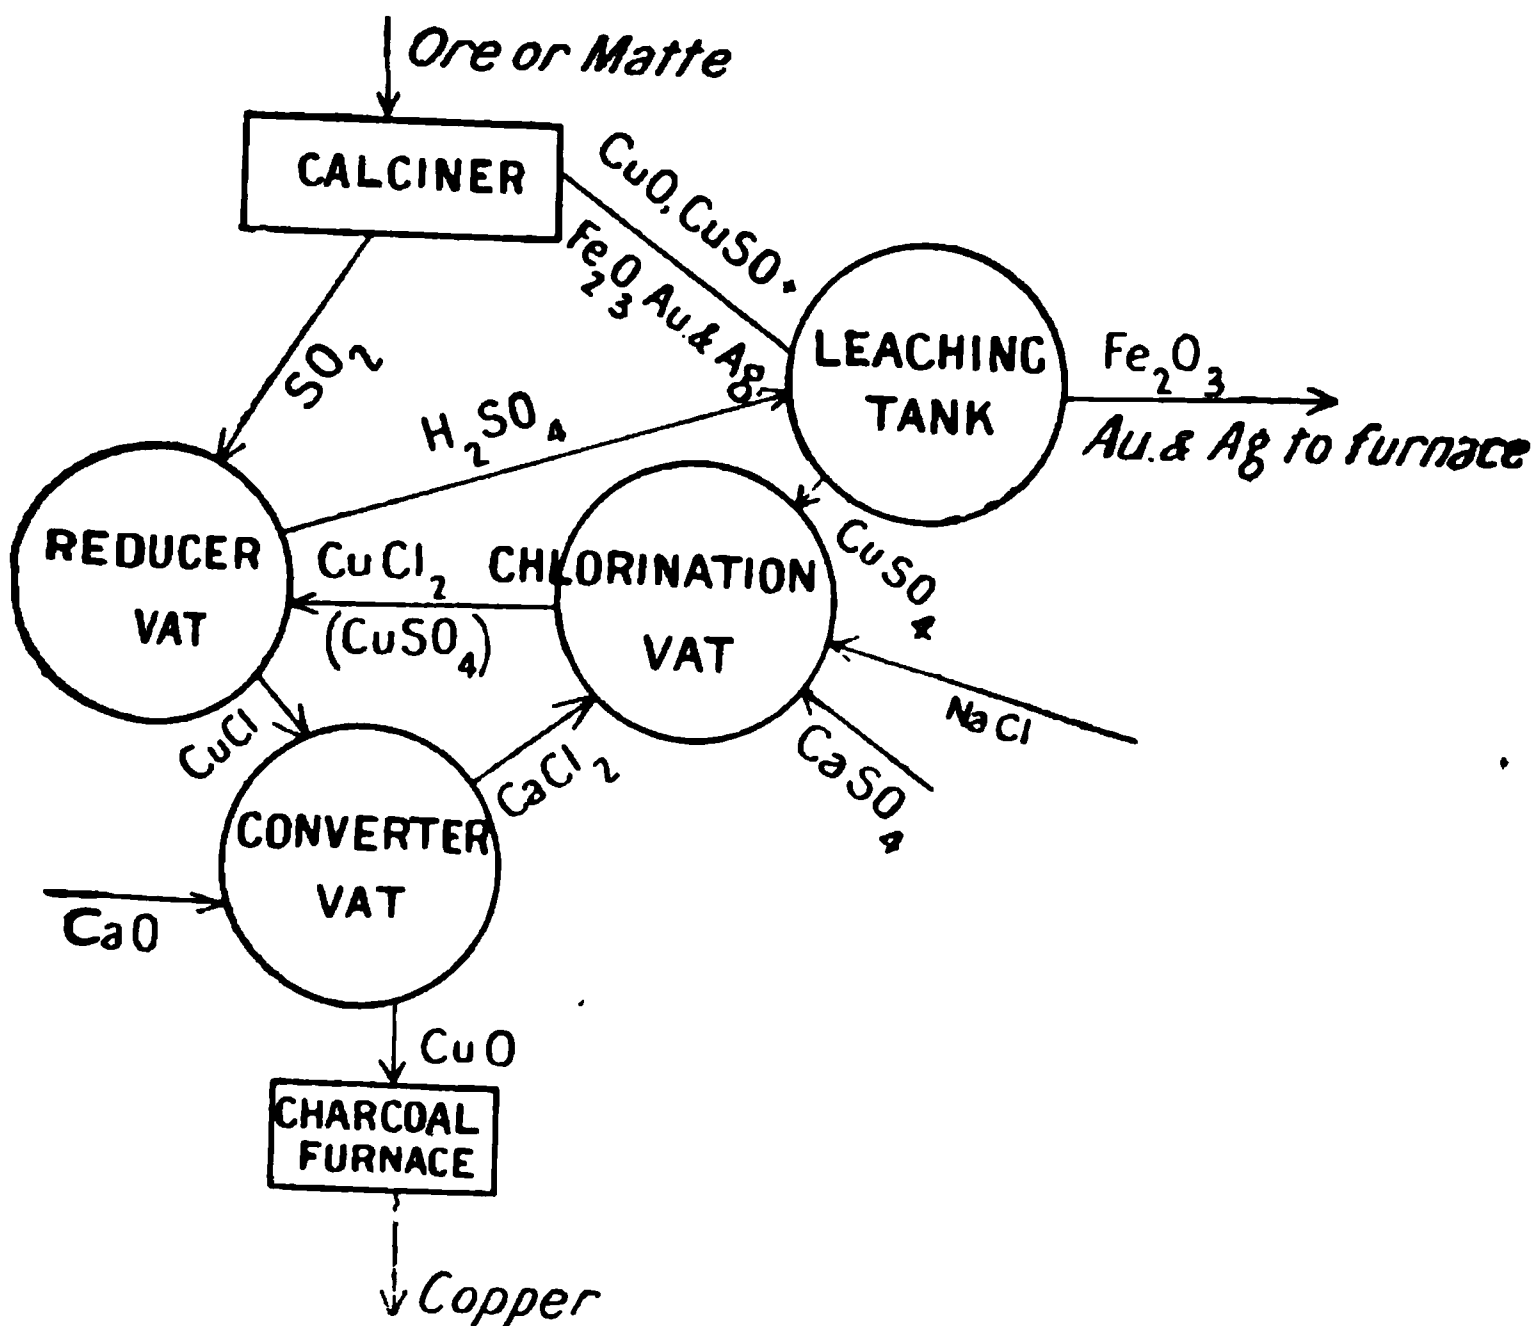 Ore or Matte
CALCINER
CuO, CuSO₄
Fe₂O₃ Au. & Ag.
SO₂
LEACHING
TANK
Fe₂O₃
Au. & Ag to furnace
H₂SO₄
REDUCER
VAT
CuCl₂
(CuSO₄)
CHLORINATION
VAT
CuSO₄
NaCl
CaSO₄
CuCl
CaCl₂
CONVERTER
VAT
CaO
CuO
CHARCOAL
FURNACE
Copper